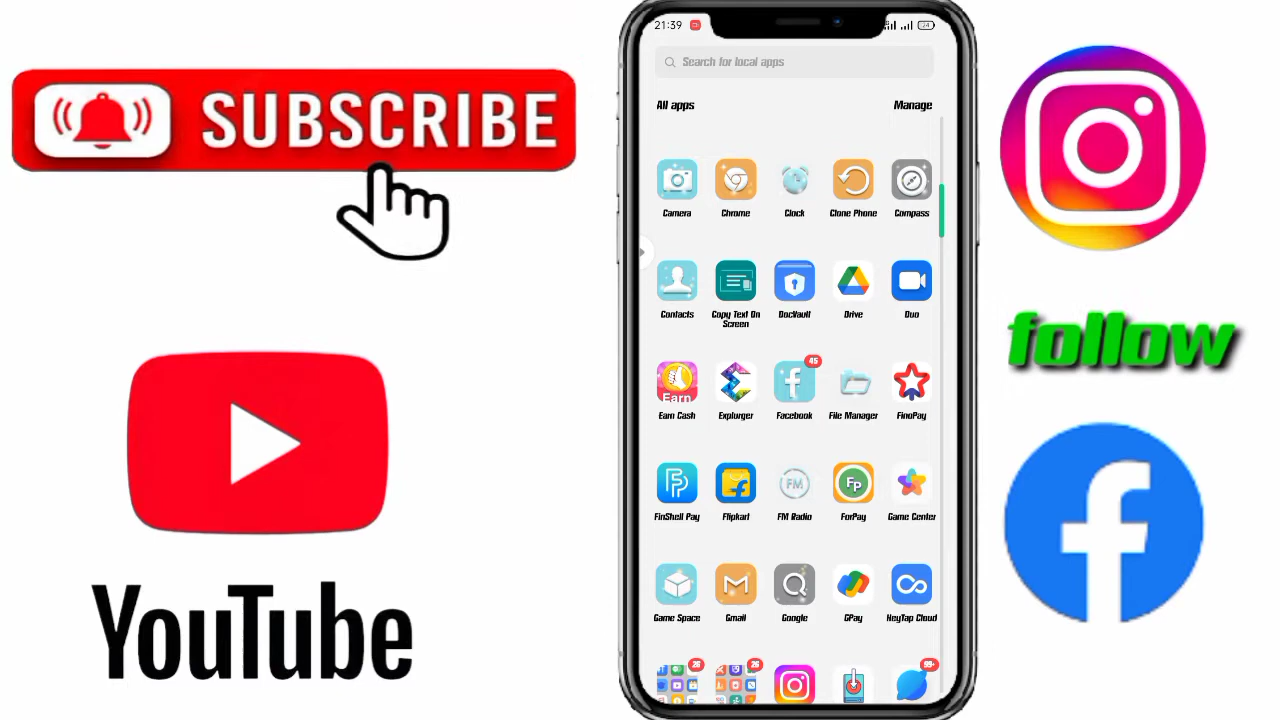 SUBSCRIBE
YouTube
21:39
24
Search for local apps
All apps
Manage
Camera
Chrome
Clock
Clone Phone
Compass
Contacts
Copy Text On
Screen
DocVault
Drive
Duo
45
Earn
Earn Cash
Explurger
Facebook
File Manager
FinoPay
FinShell Pay
Flipkart
FM
FM Radio
FP
ForPay
Game Center
Game Space
Gmail
Google
GPay
HeyTap Cloud
26
26
99+
follow